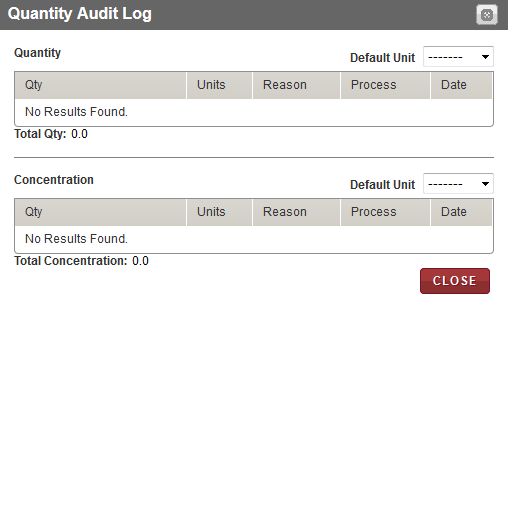 Quantity Audit Log
Quantity
Default Unit -------
Qty Units Reason Process Date
No Results Found.
Total Qty: 0.0
Concentration
Default Unit -------
Qty Units Reason Process Date
No Results Found.
Total Concentration: 0.0
CLOSE